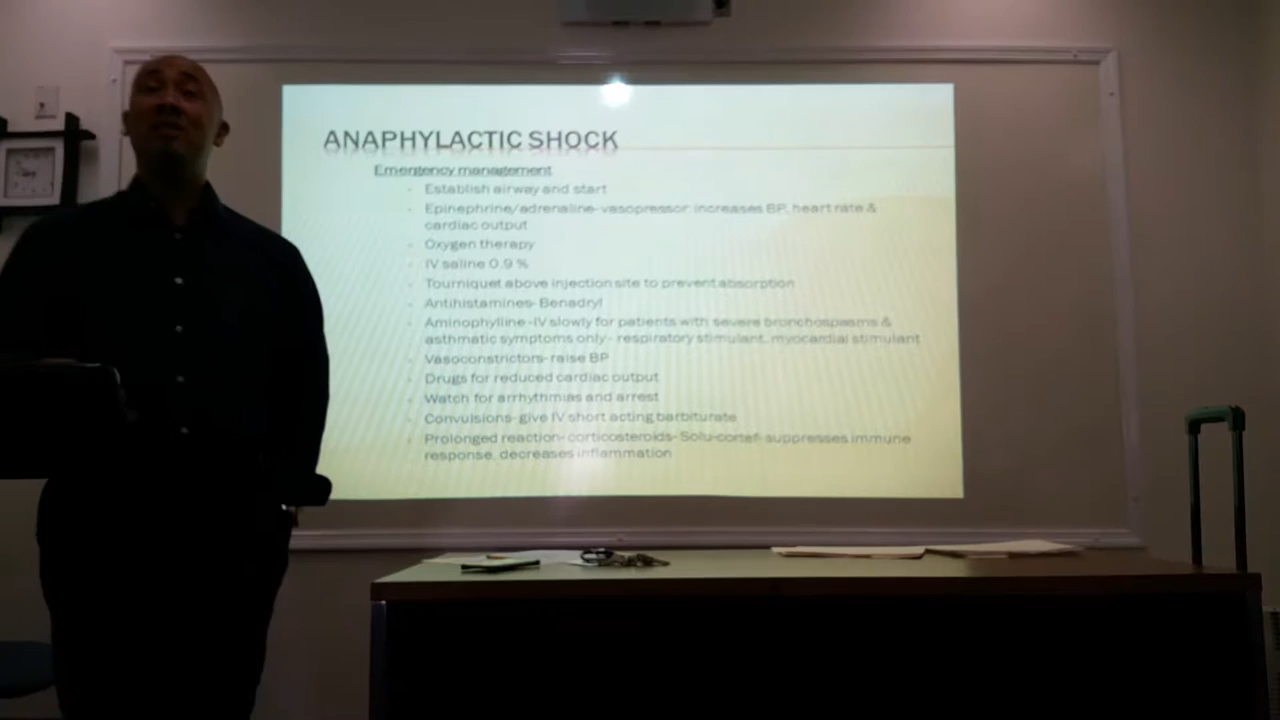 ANAPHYLACTIC SHOCK
Emergency management
Establish airway and start
Epinephrine/adrenaline- vasopressor: increases BP, heart rate &
cardiac output
Oxygen therapy
IV saline 0.9 %
Tourniquet above injection site to prevent absorption
Antihistamines- Benadryl
Aminophylline -IV slowly for patients with severe bronchospasms &
asthmatic symptoms only - respiratory stimulant, myocardial stimulant
Vasoconstrictors- raise BP
Drugs for reduced cardiac output
Watch for arrhythmias and arrest
Convulsions- give IV short acting barbiturate
Prolonged reaction- corticosteroids- Solu-cortef- suppresses immune
response, decreases inflammation